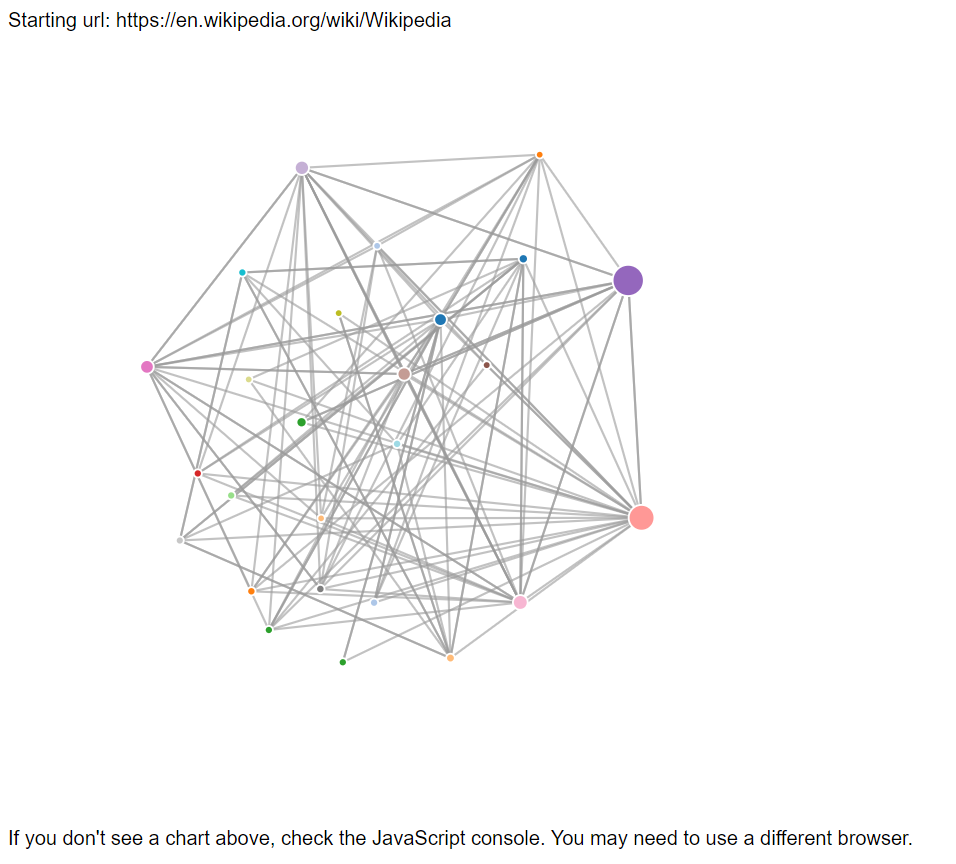 Starting url: https://en.wikipedia.org/wiki/Wikipedia
If you don't see a chart above, check the JavaScript console. You may need to use a different browser.